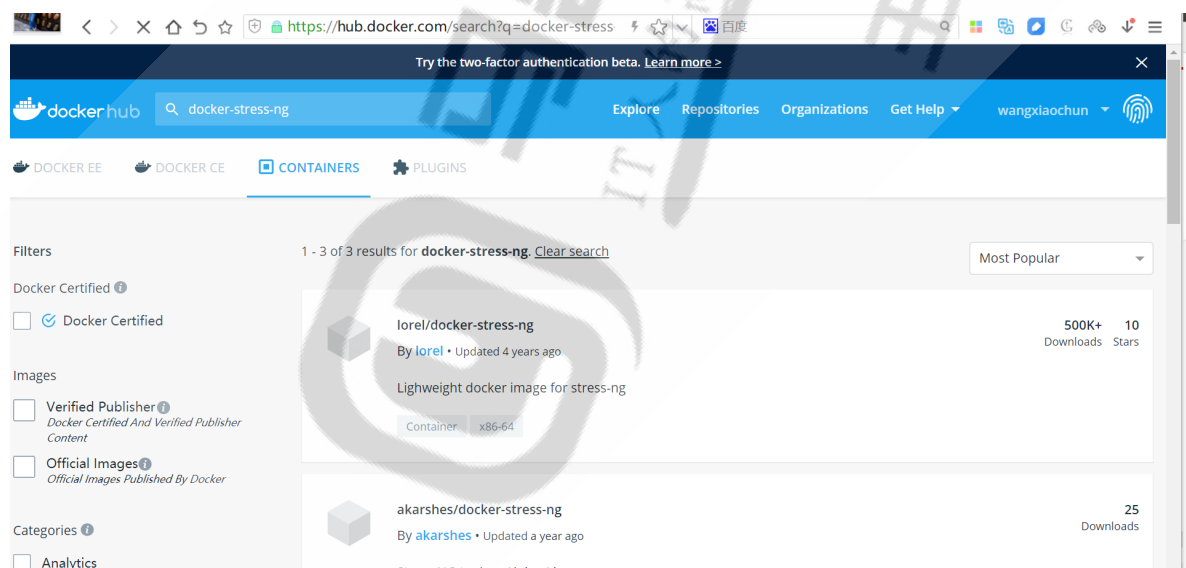 https://hub.docker.com/search?q=docker-stress
百度
Try the two-factor authentication beta. Learn more >
dockerhub
docker-stress-ng
Explore Repositories Organizations Get Help wangxiaochun
DOCKER EE DOCKER CE CONTAINERS PLUGINS
Filters
1 - 3 of 3 results for docker-stress-ng. Clear search
Most Popular
Docker Certified
Docker Certified
Images
Verified Publisher
Docker Certified And Verified Publisher
Content
Official Images
Official Images Published By Docker
Categories
Analytics
lorel/docker-stress-ng
500K+ 10
By lorel • Updated 4 years ago
Downloads Stars
Lighweight docker image for stress-ng
Container x86-64
akarshes/docker-stress-ng
25
By akarshes • Updated a year ago
Downloads